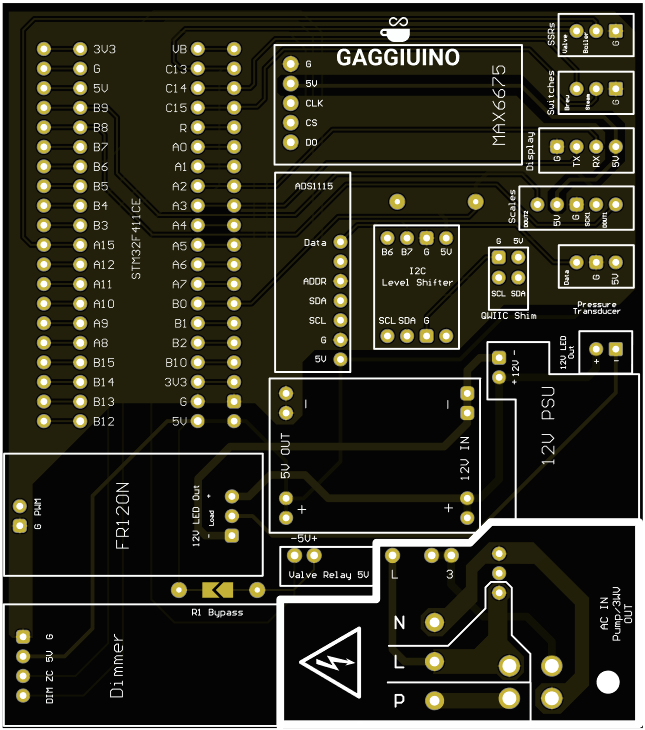 GAGGIUINO
SSRs
Valve
Boiler
G
Switches
Brew
Steam
G
Display
G
TX
RX
5V
Scales
DOUT2
5V
G
SCK1
DOUT1
Data
G
5V
Pressure
Transducer
G 5V
SCL SDA
QWIIC Shim
MAX6675
G
5V
CLK
CS
DO
ADS1115
Data
ADDR
SDA
SCL
G
5V
B6 B7 G 5V
I2C
Level Shifter
SCL SDA G
STM32F411CE
3V3
G
5V
B9
B8
B7
B6
B5
B4
B3
A15
A12
A11
A10
A9
A8
B15
B14
B13
B12
VB
C13
C14
C15
R
A0
A1
A2
A3
A4
A5
A6
A7
B0
B1
B2
B10
3V3
G
5V
12V LED
Out
+ -
12V -
+
12V PSU
5V OUT
12V IN
- -
+ +
FR120N
G PWM
12V LED Out
- Load +
-5V+
Valve Relay 5V
R1 Bypass
Dimmer
DIM ZC 5V G
L 3
N
L
P
AC IN
Pump/3WV
OUT